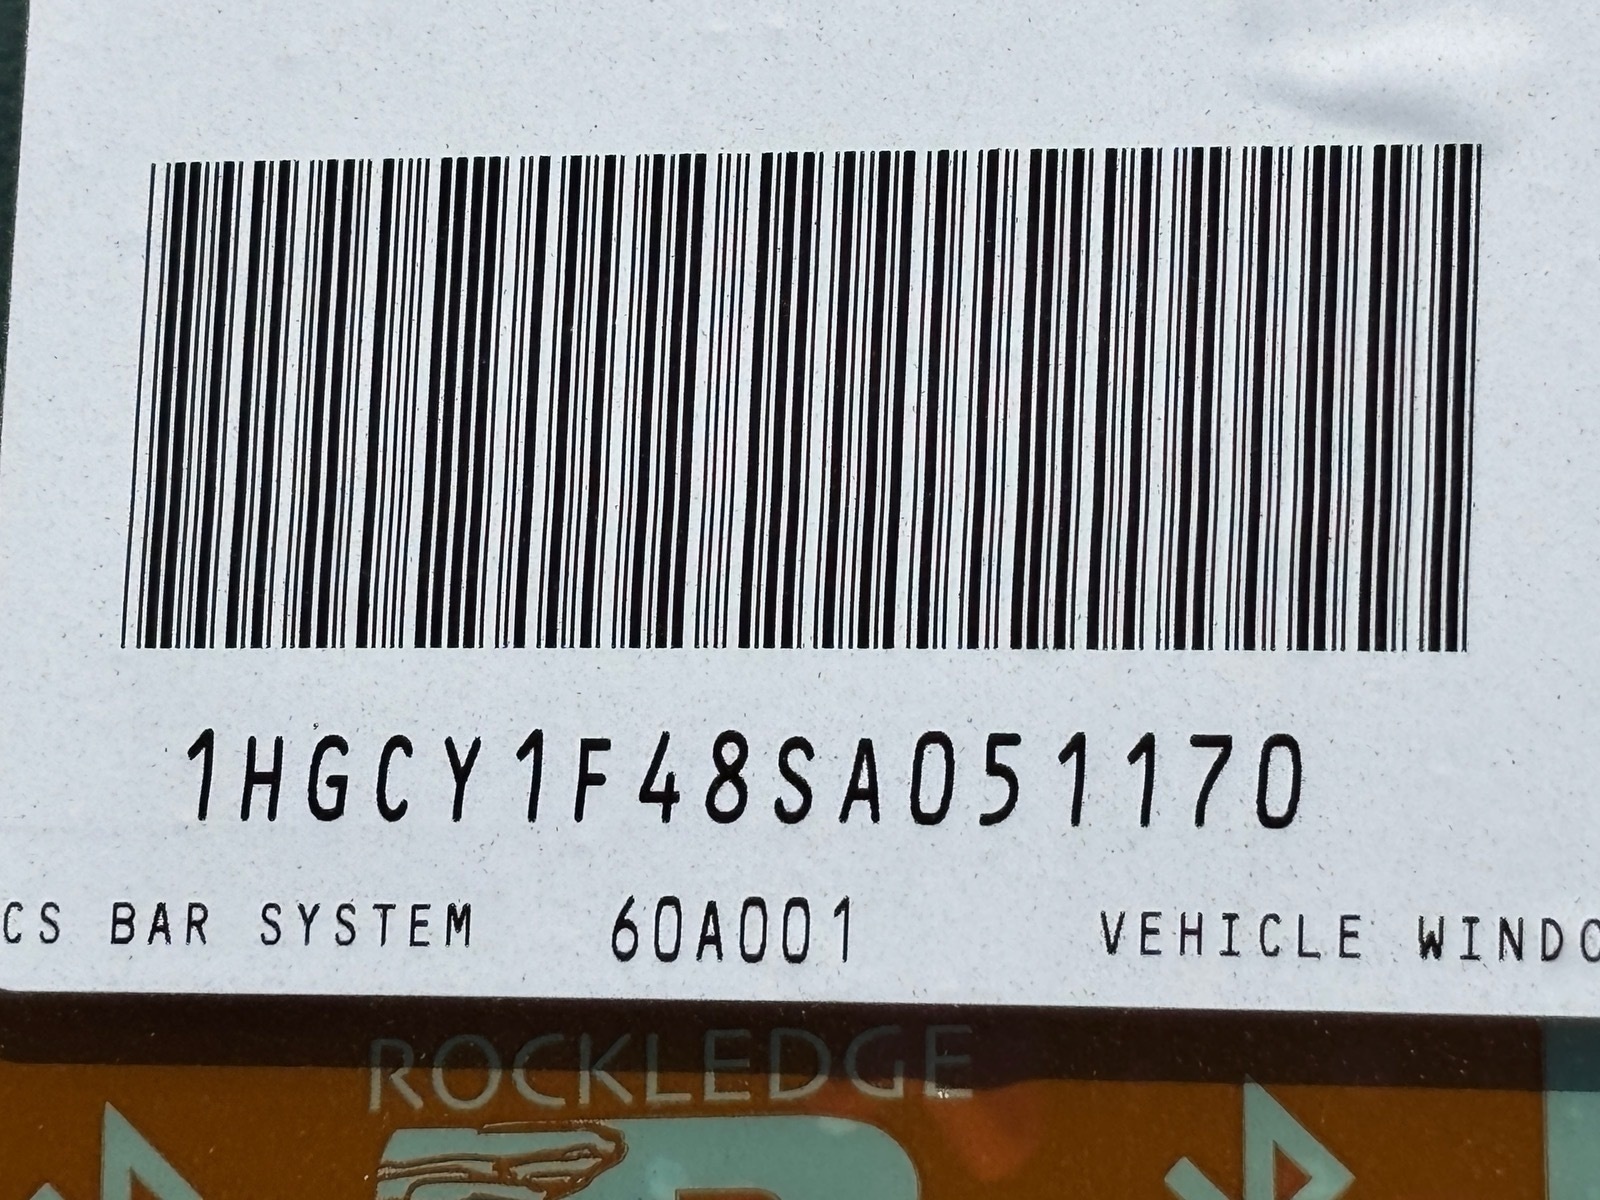 1HGCY1F48SA051170
CS BAR SYSTEM 60A001 VEHICLE WINDO
ROCKLEDGE